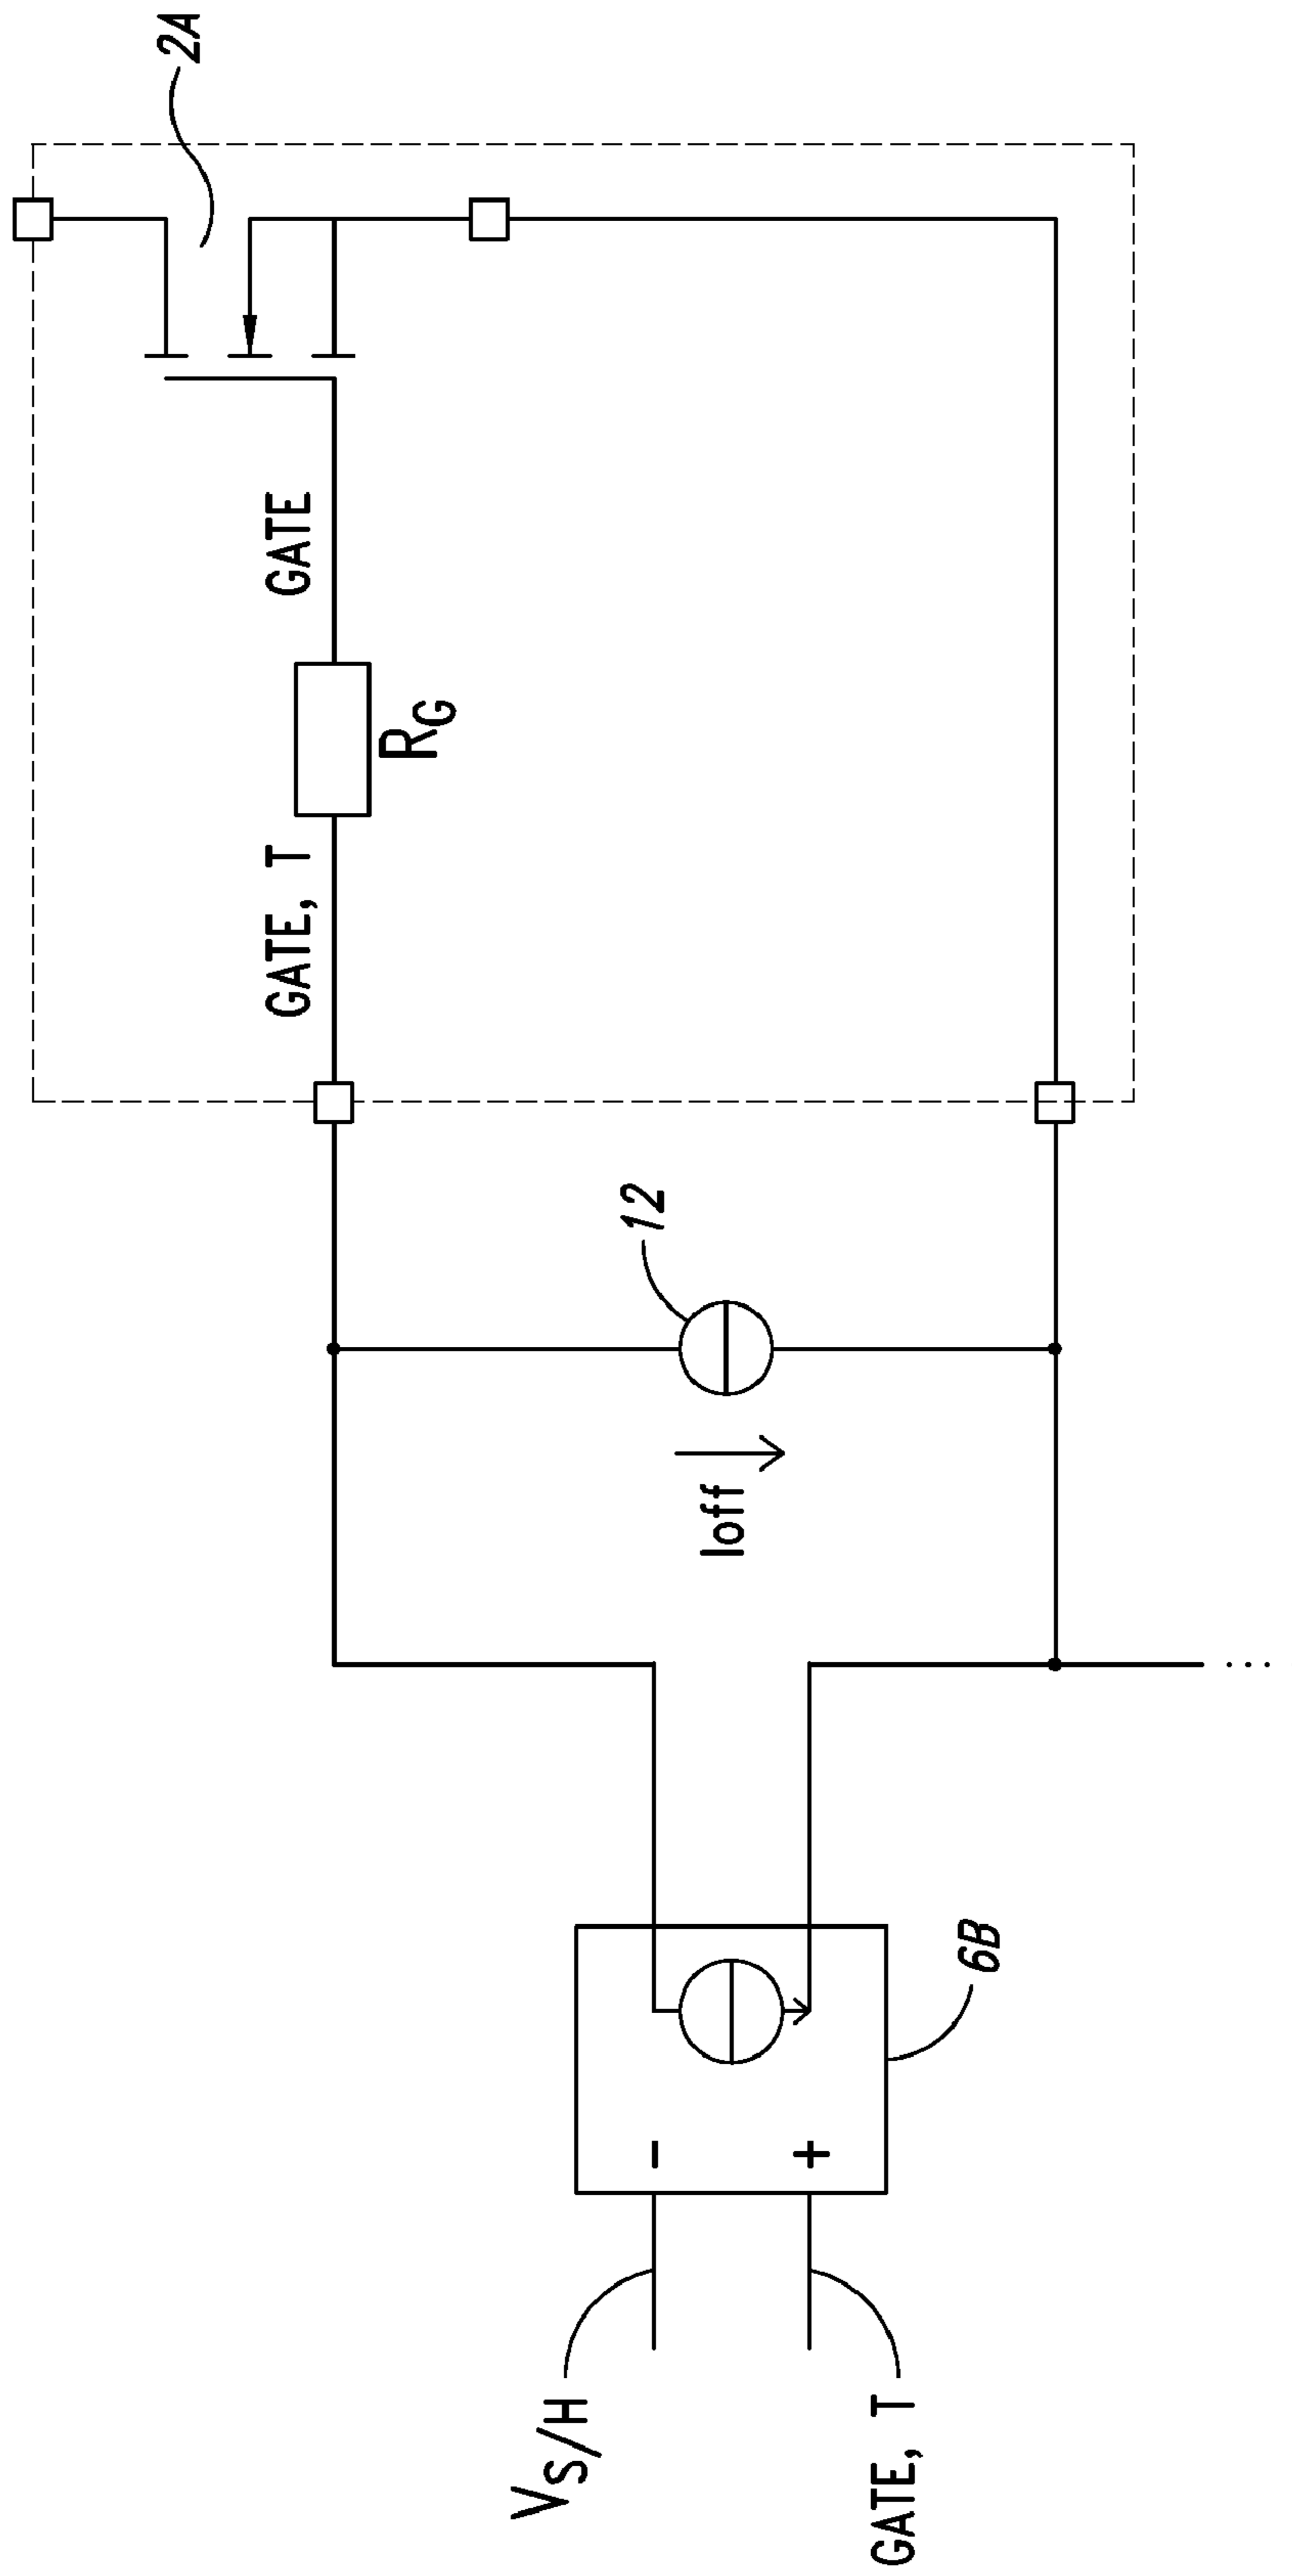 2A
GATE
R_G
GATE, T
12
Ioff
6B
-
+
V_S/H
GATE, T